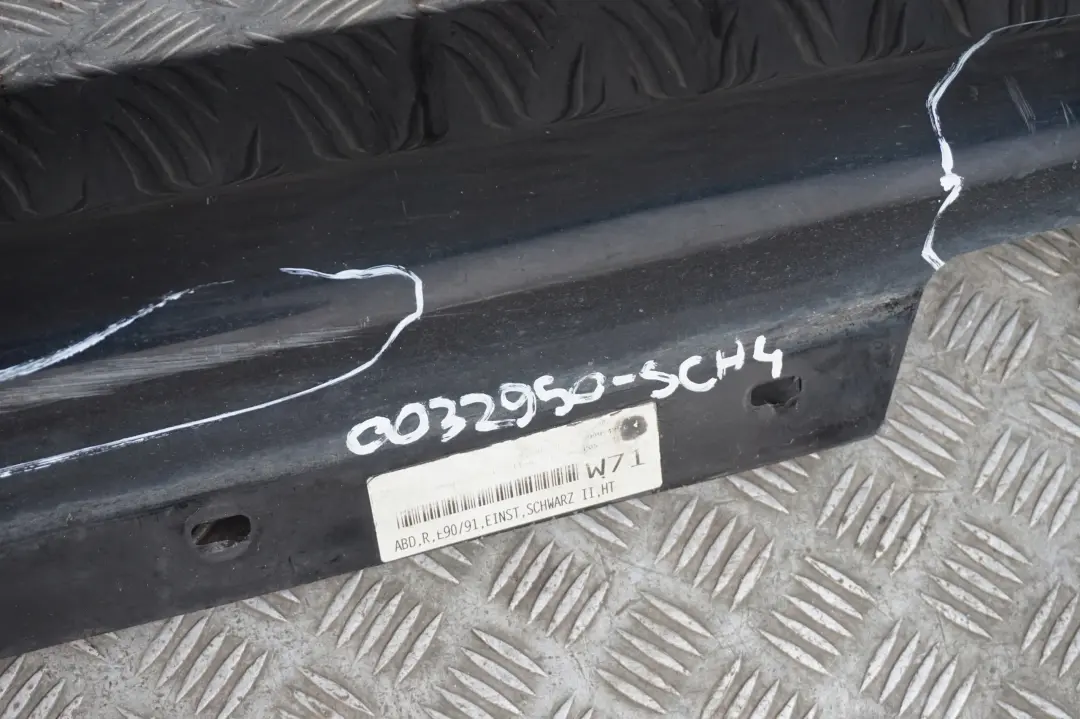 0032950-SCH4
W71
ABD,R,E90/91,EINST,SCHWARZ II,HT